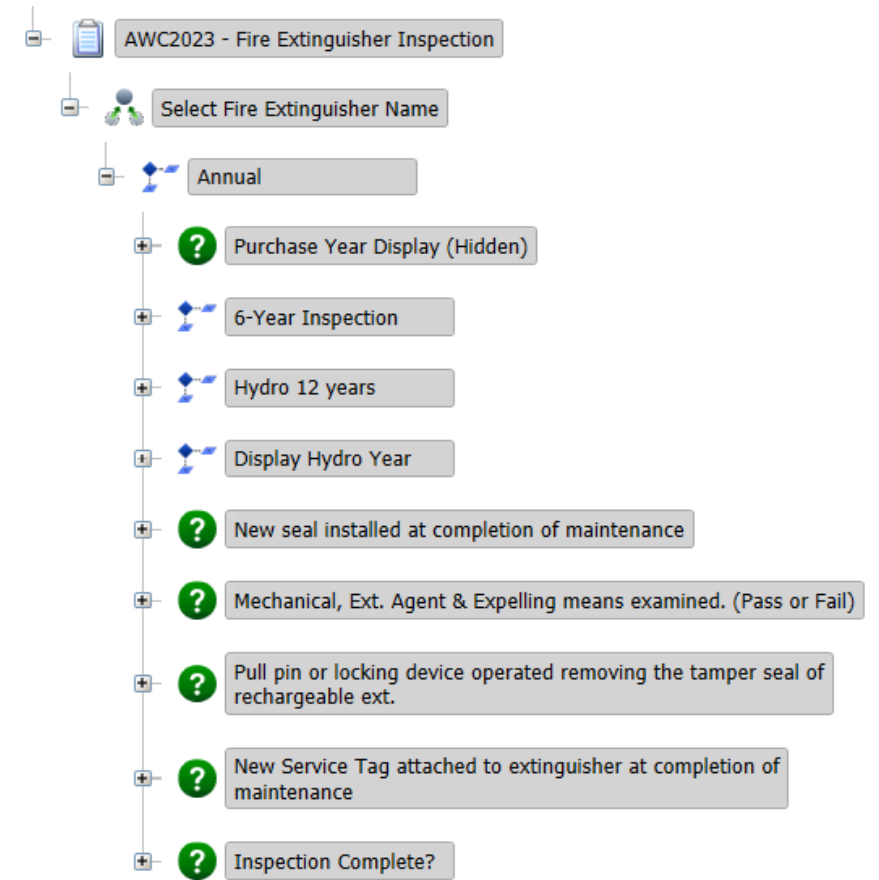 AWC2023 - Fire Extinguisher Inspection
Select Fire Extinguisher Name
Annual
Purchase Year Display (Hidden)
6-Year Inspection
Hydro 12 years
Display Hydro Year
New seal installed at completion of maintenance
Mechanical, Ext. Agent & Expelling means examined. (Pass or Fail)
Pull pin or locking device operated removing the tamper seal of
rechargeable ext.
New Service Tag attached to extinguisher at completion of
maintenance
Inspection Complete?